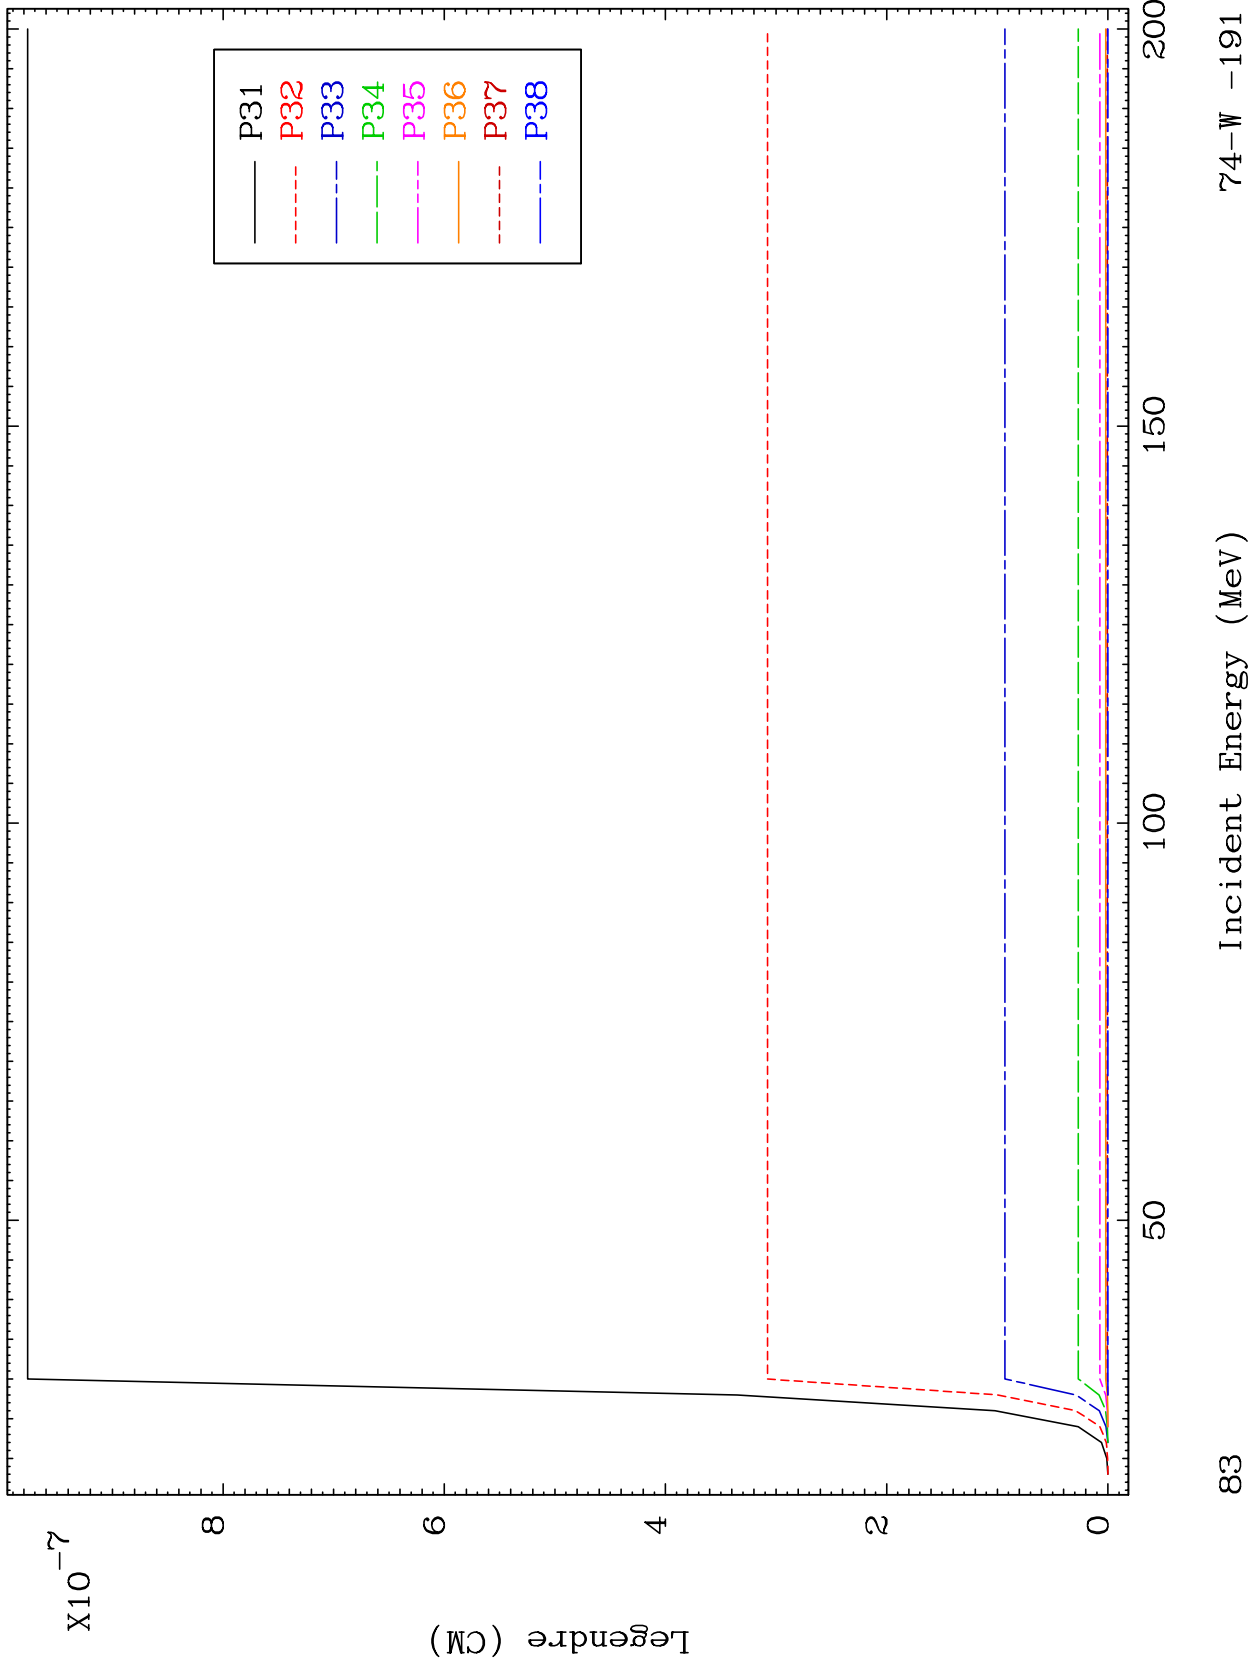 X10^-7
8
6
4
2
0
Legendre (CM)
P31
P32
P33
P34
P35
P36
P37
P38
50
100
150
200
Incident Energy (MeV)
83
74-W -191